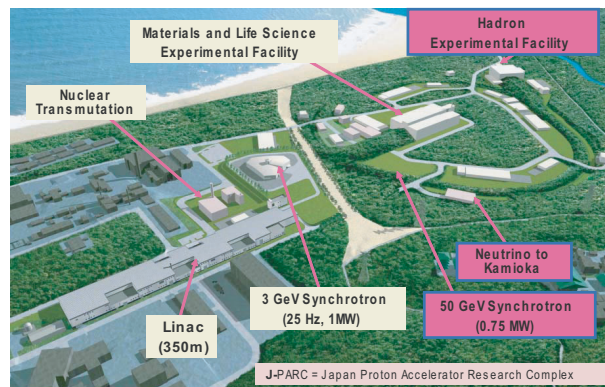 Materials and Life Science
Experimental Facility
Hadron
Experimental Facility
Nuclear
Transmutation
Neutrino to
Kamioka
Linac
(350m)
3 GeV Synchrotron
(25 Hz, 1MW)
50 GeV Synchrotron
(0.75 MW)
J-PARC = Japan Proton Accelerator Research Complex